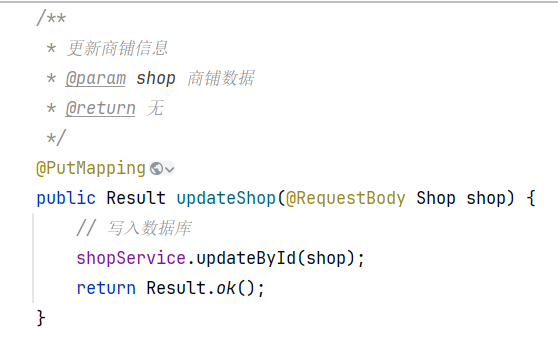 /**
 * 更新商铺信息
 * @param shop 商铺数据
 * @return 无
 */
@PutMapping
public Result updateShop(@RequestBody Shop shop) {
    // 写入数据库
    shopService.updateById(shop);
    return Result.ok();
}